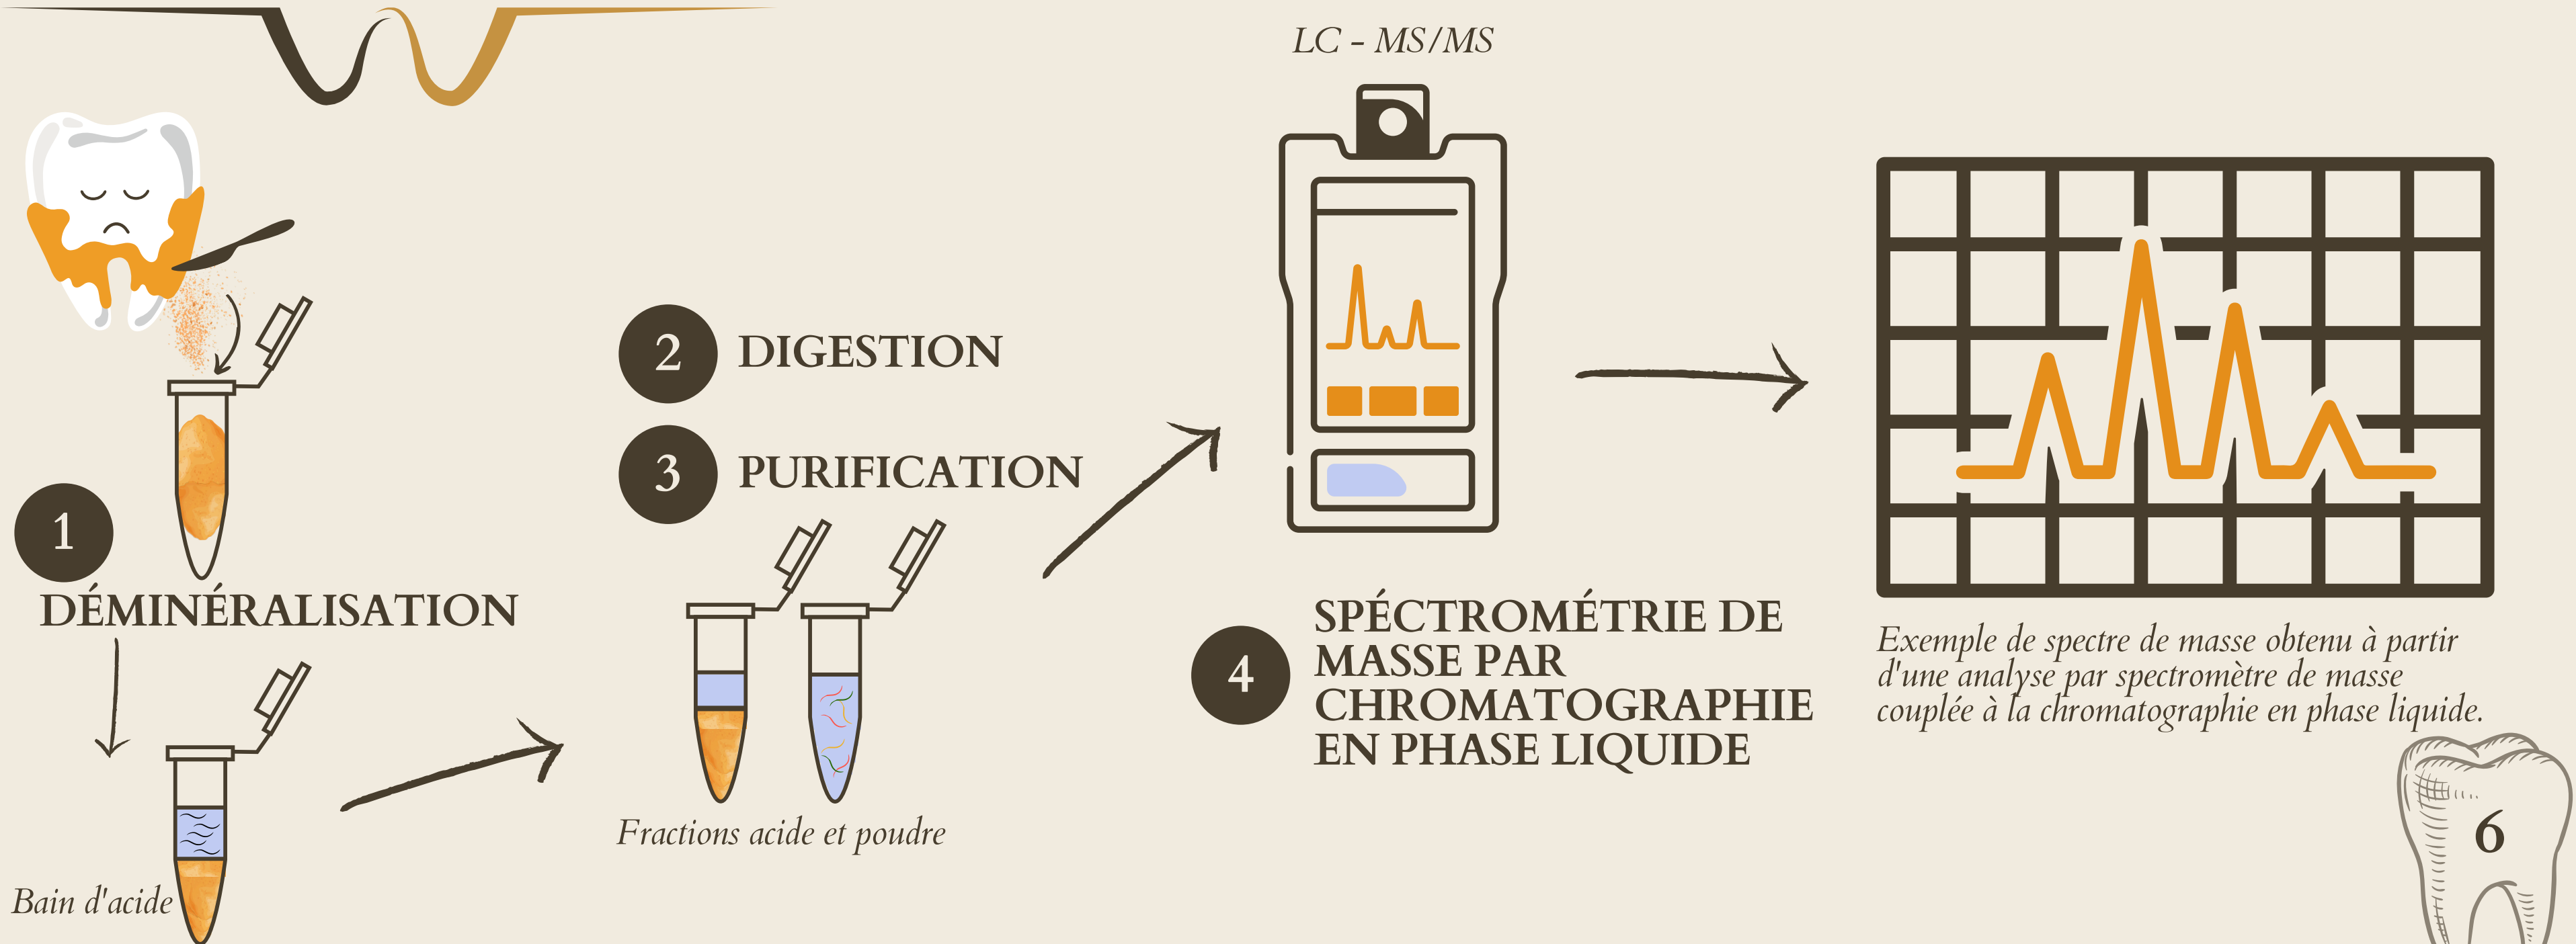 1
DÉMINÉRALISATION
Bain d'acide
2
DIGESTION
3
PURIFICATION
Fractions acide et poudre
LC - MS/MS
4
SPÉCTROMÉTRIE DE
MASSE PAR
CHROMATOGRAPHIE
EN PHASE LIQUIDE
Exemple de spectre de masse obtenu à partir
d'une analyse par spectromètre de masse
couplée à la chromatographie en phase liquide.
6